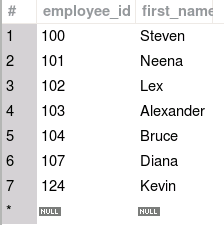 # employee_id first_name
1 100 Steven
2 101 Neena
3 102 Lex
4 103 Alexander
5 104 Bruce
6 107 Diana
7 124 Kevin
* NULL NULL